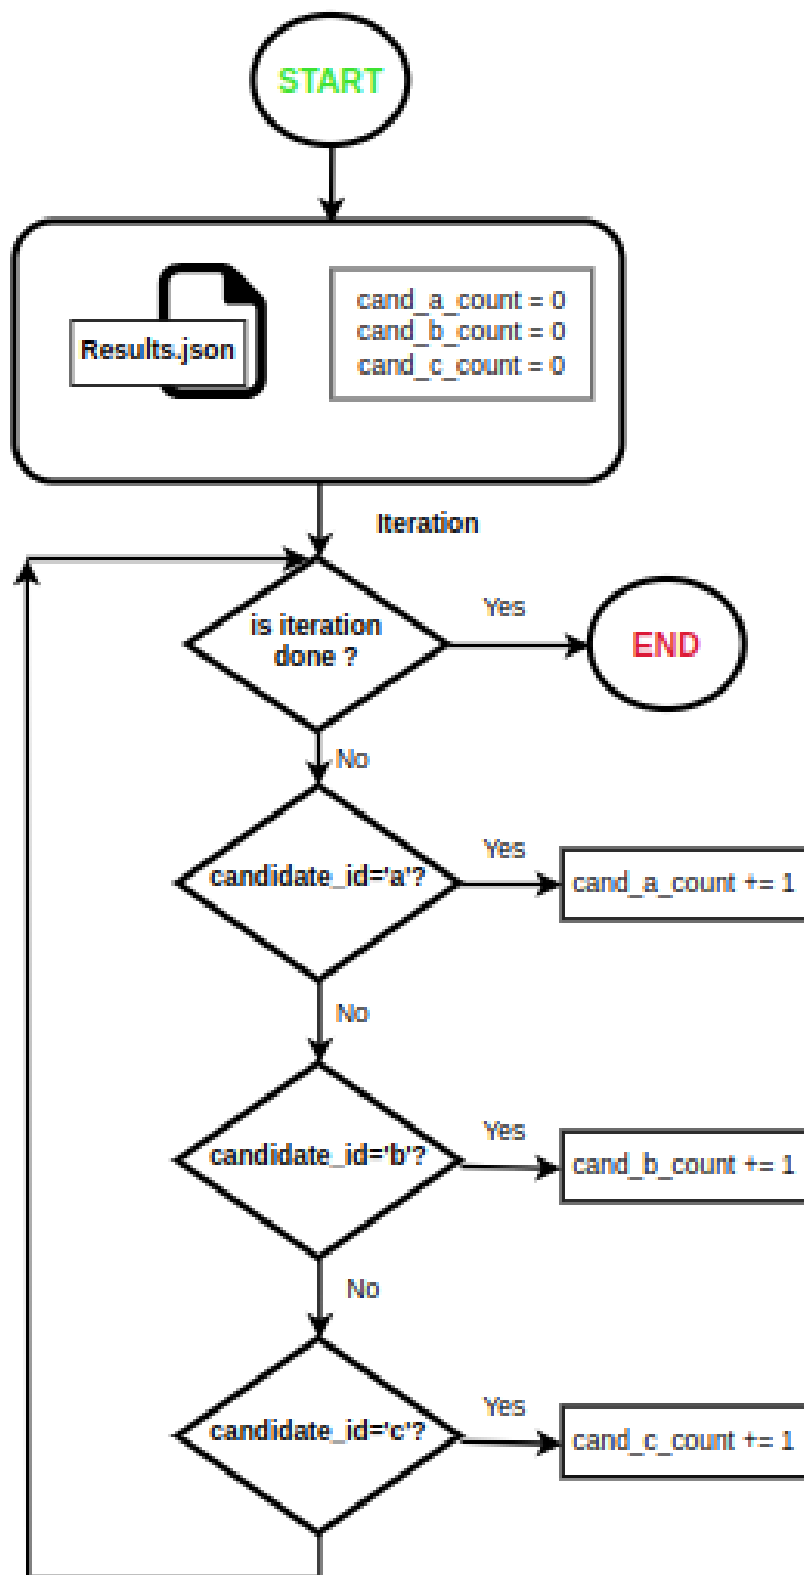 START
Results.json
cand_a_count = 0
cand_b_count = 0
cand_c_count = 0
Iteration
is iteration
done ?
Yes
END
No
candidate_id='a'?
Yes
cand_a_count += 1
No
candidate_id='b'?
Yes
cand_b_count += 1
No
candidate_id='c'?
Yes
cand_c_count += 1